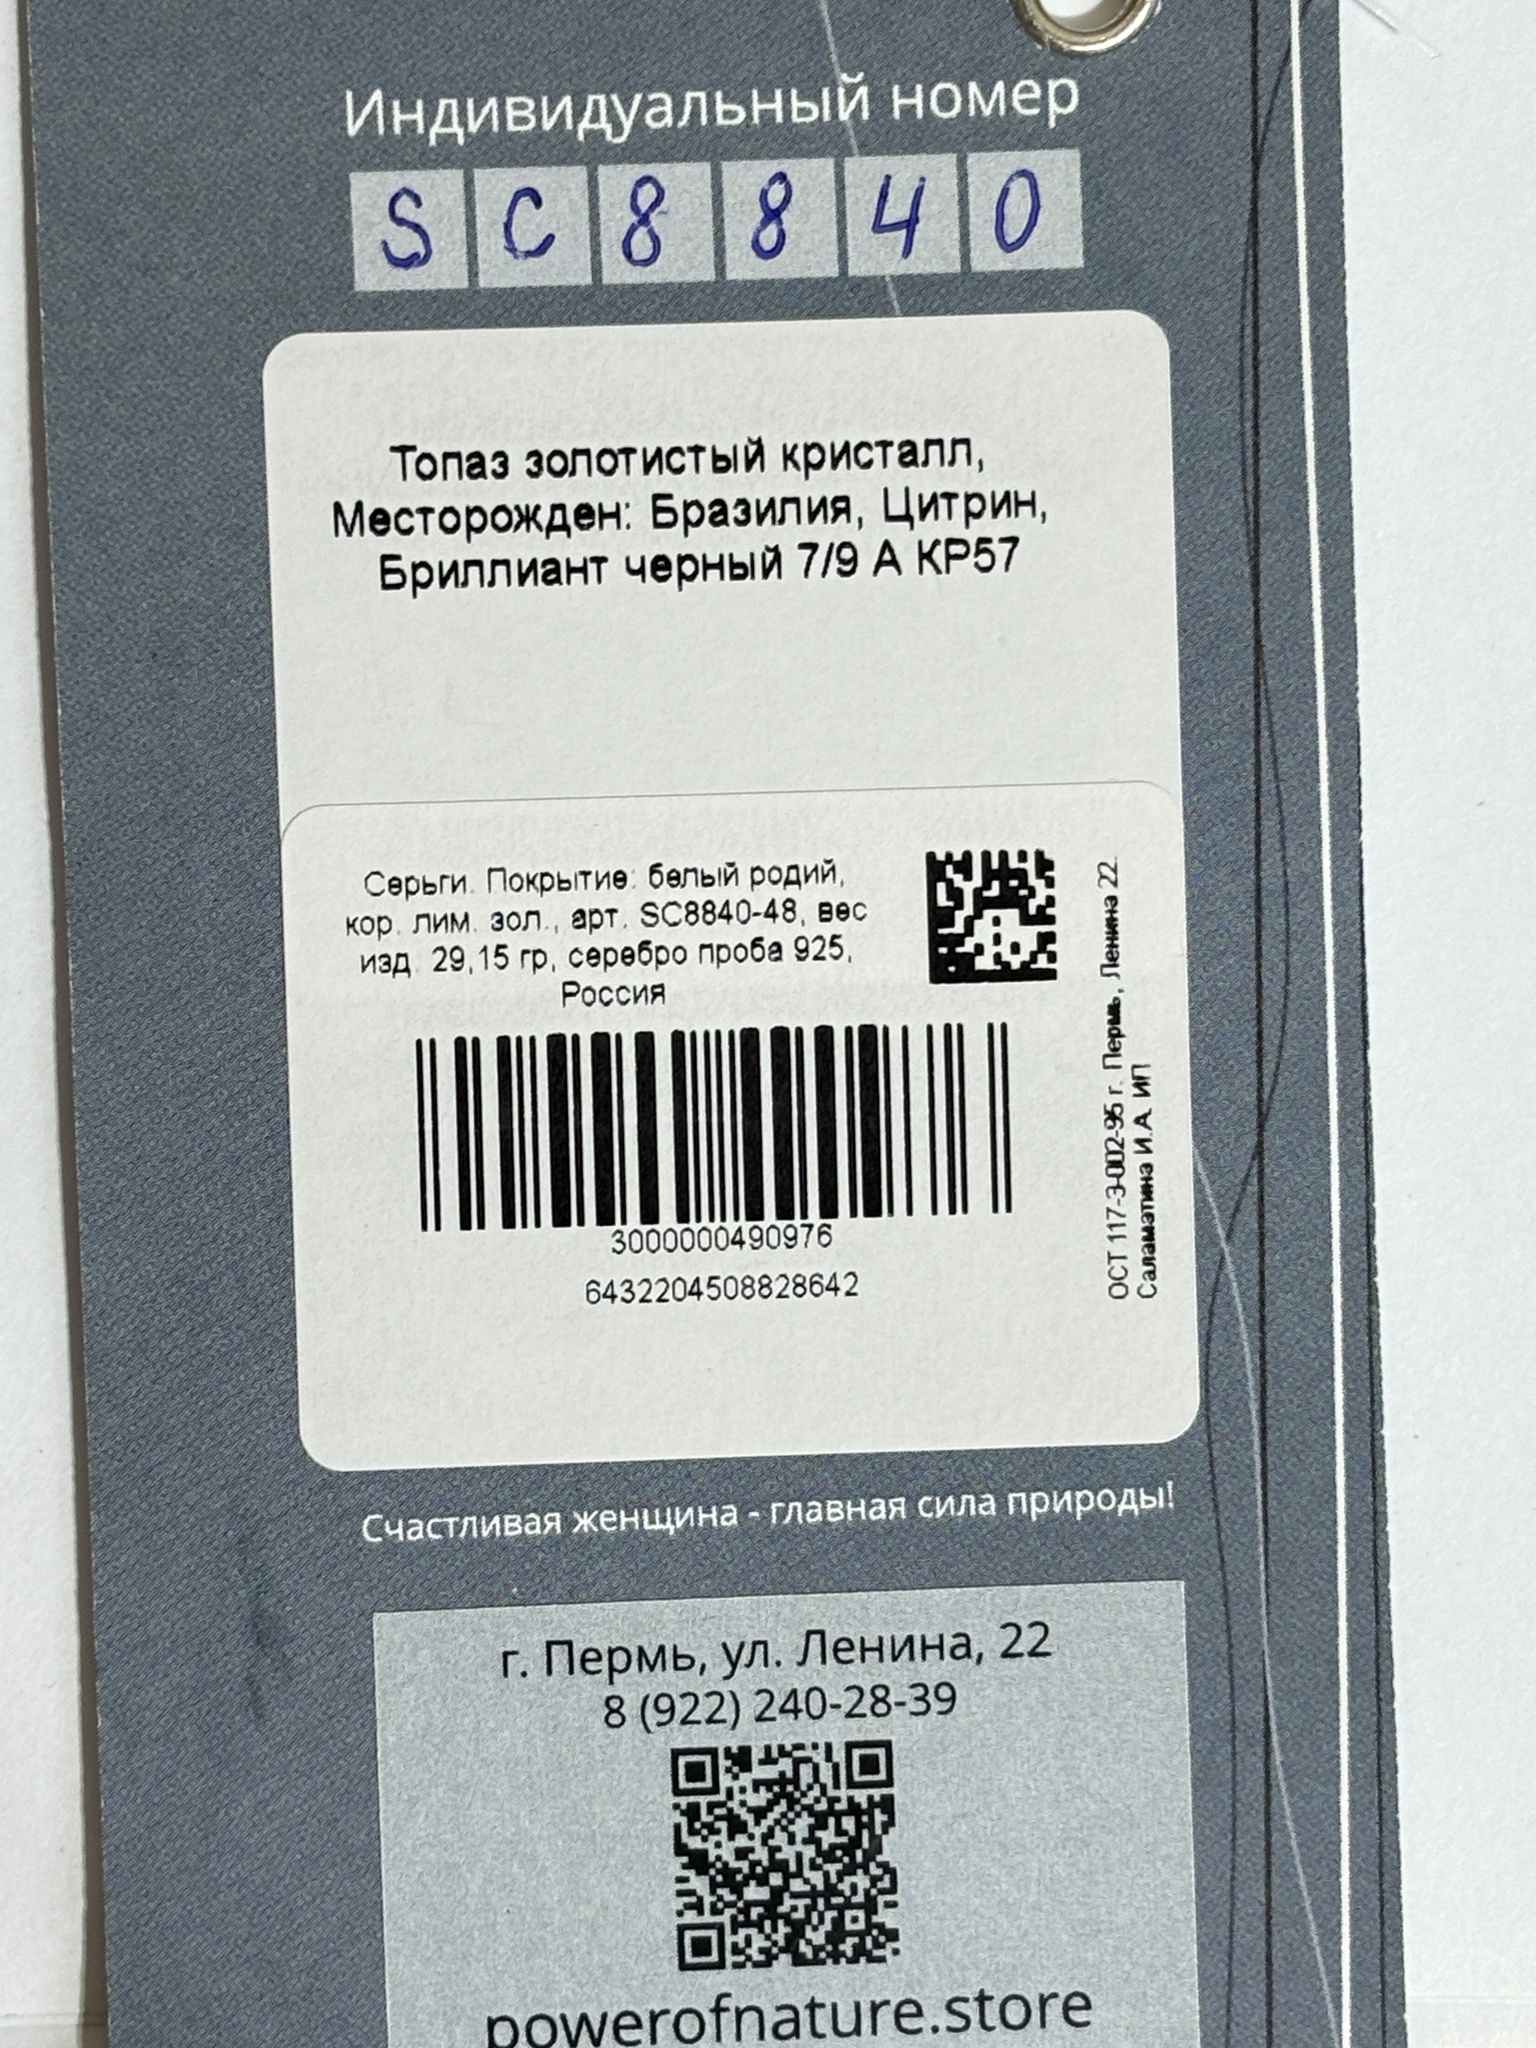 Индивидуальный номер
SC8840
Топаз золотистый кристалл,
Месторожден: Бразилия, Цитрин,
Бриллиант черный 7/9 А КР57
Серьги. Покрытие: белый родий,
кор. лим. зол., арт. SC8840-48, вес
изд. 29,15 гр, серебро проба 925,
Россия
3000000490976
6432204508828642
ОСТ 117-3-002-95 г. Пермь, Ленина 22
Саламатина И.А. ИП
Счастливая женщина - главная сила природы!
г. Пермь, ул. Ленина, 22
8 (922) 240-28-39
powerofnature.store